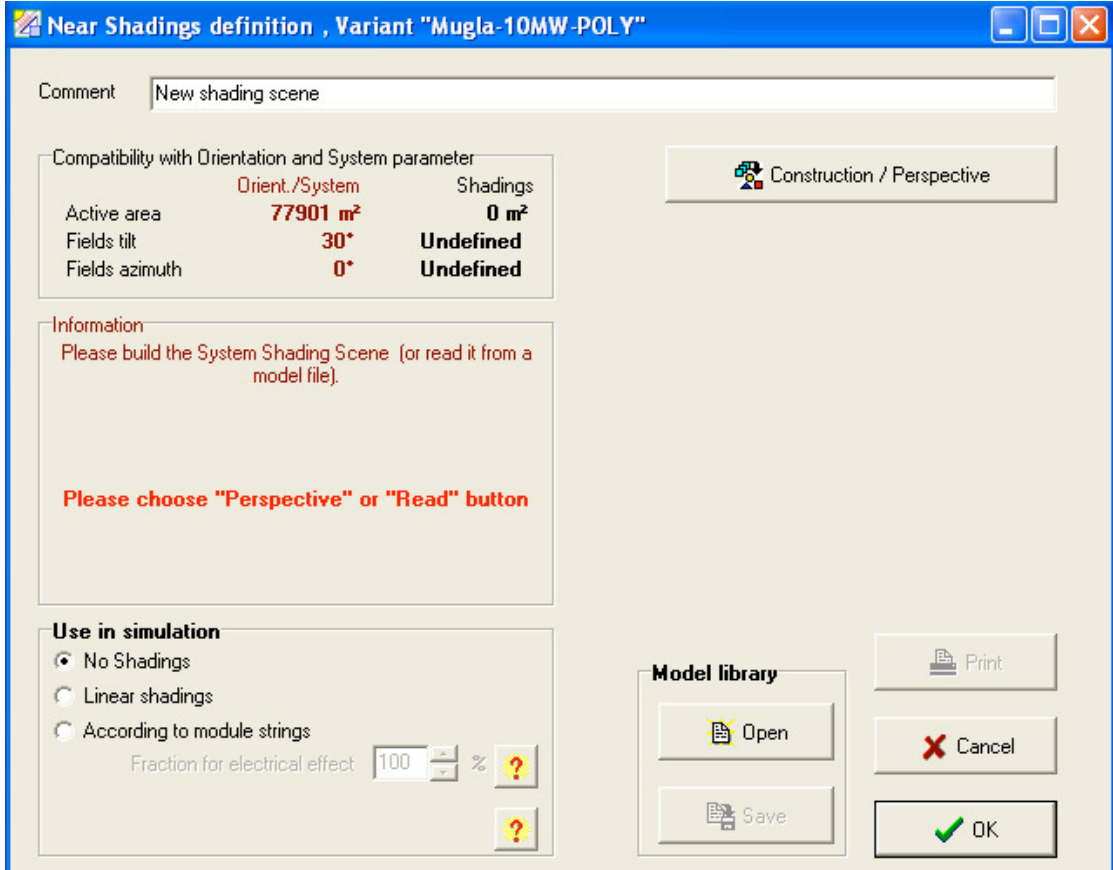 Near Shadings definition , Variant "Mugla-10MW-POLY"
Comment New shading scene
Compatibility with Orientation and System parameter
Orient./System Shadings
Active area 77901 m² 0 m²
Fields tilt 30° Undefined
Fields azimuth 0° Undefined
Construction / Perspective
Information
Please build the System Shading Scene (or read it from a
model file).
Please choose "Perspective" or "Read" button
Use in simulation
No Shadings
Linear shadings
According to module strings
Fraction for electrical effect 100 % ?
?
Model library
Open
Save
Print
Cancel
OK